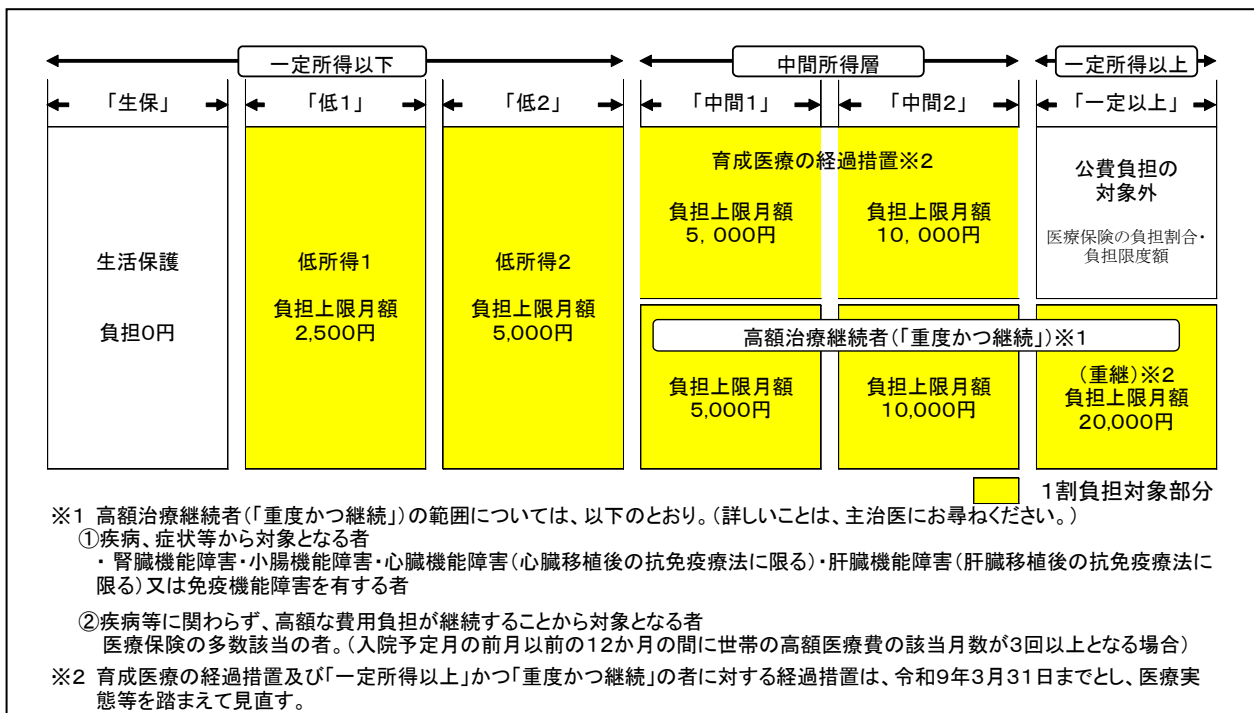 一定所得以下
中間所得層
一定所得以上
「生保」
「低1」
「低2」
「中間1」
「中間2」
「一定以上」
生活保護
負担0円
低所得1
負担上限月額
2,500円
低所得2
負担上限月額
5,000円
育成医療の経過措置※2
負担上限月額
5,000円
負担上限月額
10,000円
公費負担の
対象外
医療保険の負担割合・
負担限度額
高額治療継続者(「重度かつ継続」)※1
負担上限月額
5,000円
負担上限月額
10,000円
(重継)※2
負担上限月額
20,000円
1割負担対象部分
※1 高額治療継続者(「重度かつ継続」)の範囲については、以下のとおり。(詳しいことは、主治医にお尋ねください。)
①疾病、症状等から対象となる者
・ 腎臓機能障害・小腸機能障害・心臓機能障害(心臓移植後の抗免疫療法に限る)・肝臓機能障害(肝臓移植後の抗免疫療法に
限る)又は免疫機能障害を有する者
②疾病等に関わらず、高額な費用負担が継続することから対象となる者
医療保険の多数該当の者。(入院予定月の前月以前の12か月の間に世帯の高額医療費の該当月数が3回以上となる場合)
※2 育成医療の経過措置及び「一定所得以上」かつ「重度かつ継続」の者に対する経過措置は、令和9年3月31日までとし、医療実
態等を踏まえて見直す。